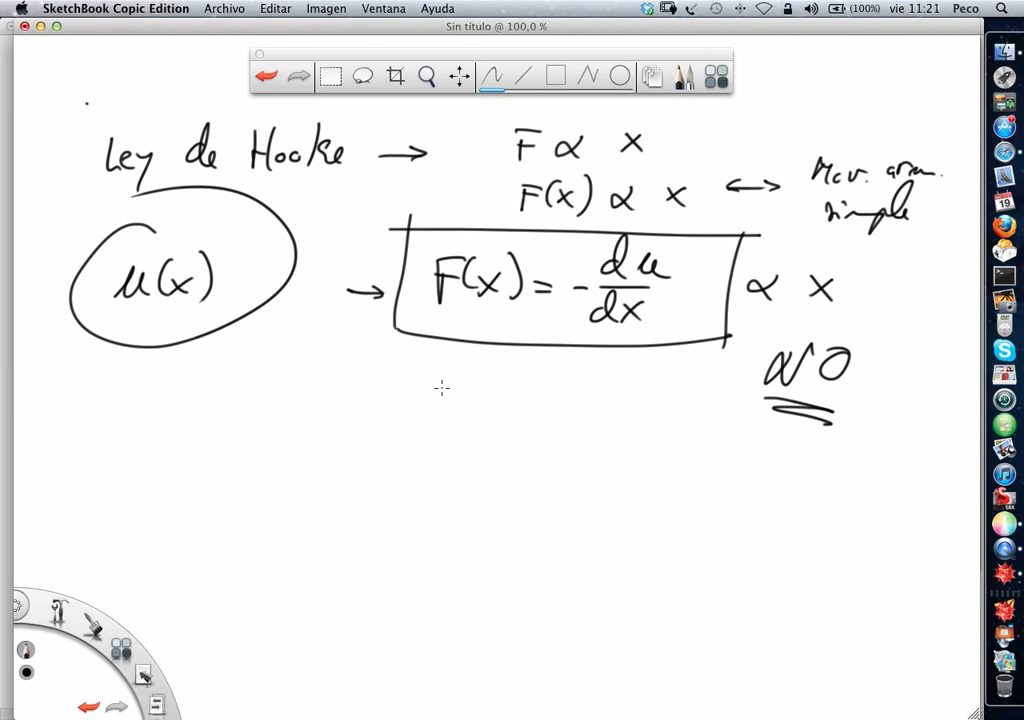 SketchBook Copic Edition Archivo Editar Imagen Ventana Ayuda (100%) vie 11:21 Peco
Sin título @ 100,0 %
Ley de Hooke → F ∝ x
F(x) ∝ x ↔ Mov. arm.
simple
u(x) → F(x) = - du/dx ∝ x
NO